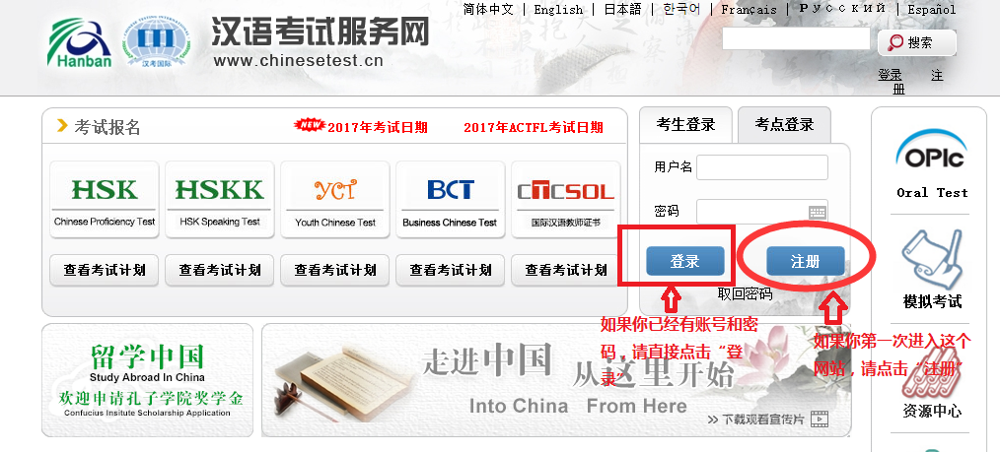 简体中文 | English | 日本語 | 한국어 | Français | Русский | Español
Hanban
汉考国际
汉语考试服务网
www.chinesetest.cn
搜索
登录 注
册
考试报名
NEW 2017年考试日期 2017年ACTFL考试日期
HSK
Chinese Proficiency Test
HSKK
HSK Speaking Test
YCT
Youth Chinese Test
BCT
Business Chinese Test
CTCSOL
国际汉语教师证书
查看考试计划 查看考试计划 查看考试计划 查看考试计划 查看考试计划
考生登录 考点登录
用户名
密码
登录 注册
取回密码
如果你已经有账号和密
码，请直接点击“登
录”
如果你第一次进入这个
网站，请点击“注册”
OPIc
Oral Test
模拟考试
资源中心
留学中国
Study Abroad In China
欢迎申请孔子学院奖学金
Confucius Insitute Scholarship Application
走进中国 从这里开始
Into China From Here
>> 下载观看宣传片